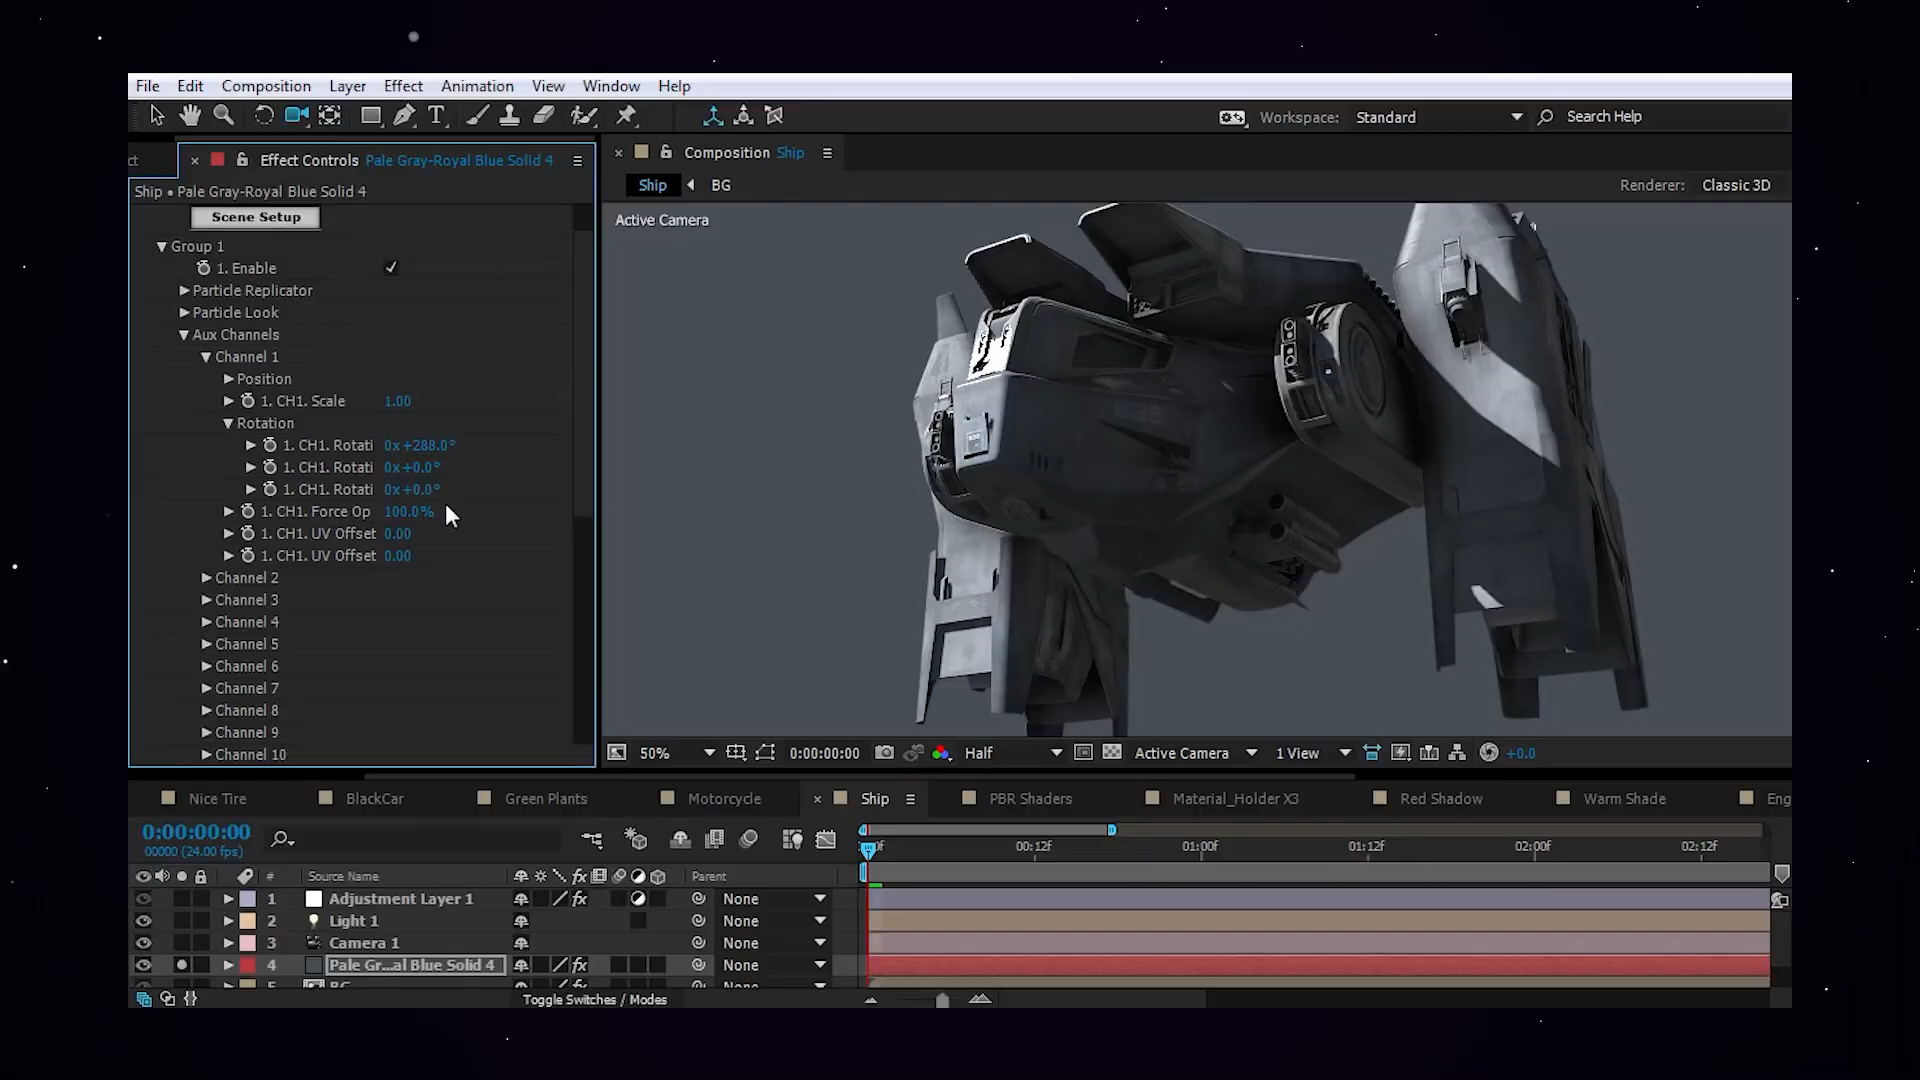 File Edit Composition Layer Effect Animation View Window Help
Workspace: Standard Search Help
ct × Effect Controls Pale Gray-Royal Blue Solid 4
Ship • Pale Gray-Royal Blue Solid 4
Scene Setup
Group 1
1. Enable
Particle Replicator
Particle Look
Aux Channels
Channel 1
Position
1. CH1. Scale 1.00
Rotation
1. CH1. Rotati 0x+288.0°
1. CH1. Rotati 0x+0.0°
1. CH1. Rotati 0x+0.0°
1. CH1. Force Op 100.0%
1. CH1. UV Offset 0.00
1. CH1. UV Offset 0.00
Channel 2
Channel 3
Channel 4
Channel 5
Channel 6
Channel 7
Channel 8
Channel 9
Channel 10
× Composition Ship
Ship BG
Renderer: Classic 3D
Active Camera
50% 0:00:00:00 Half Active Camera 1 View +0.0
Nice Tire BlackCar Green Plants Motorcycle × Ship PBR Shaders Material_Holder X3 Red Shadow Warm Shade Eng
0:00:00:00
00000 (24.00 fps)
0f 00:12f 01:00f 01:12f 02:00f 02:12f
# Source Name fx Parent
1 Adjustment Layer 1 fx None
2 Light 1 None
3 Camera 1 None
4 Pale Gr...al Blue Solid 4 fx None
5 BG None
Toggle Switches / Modes